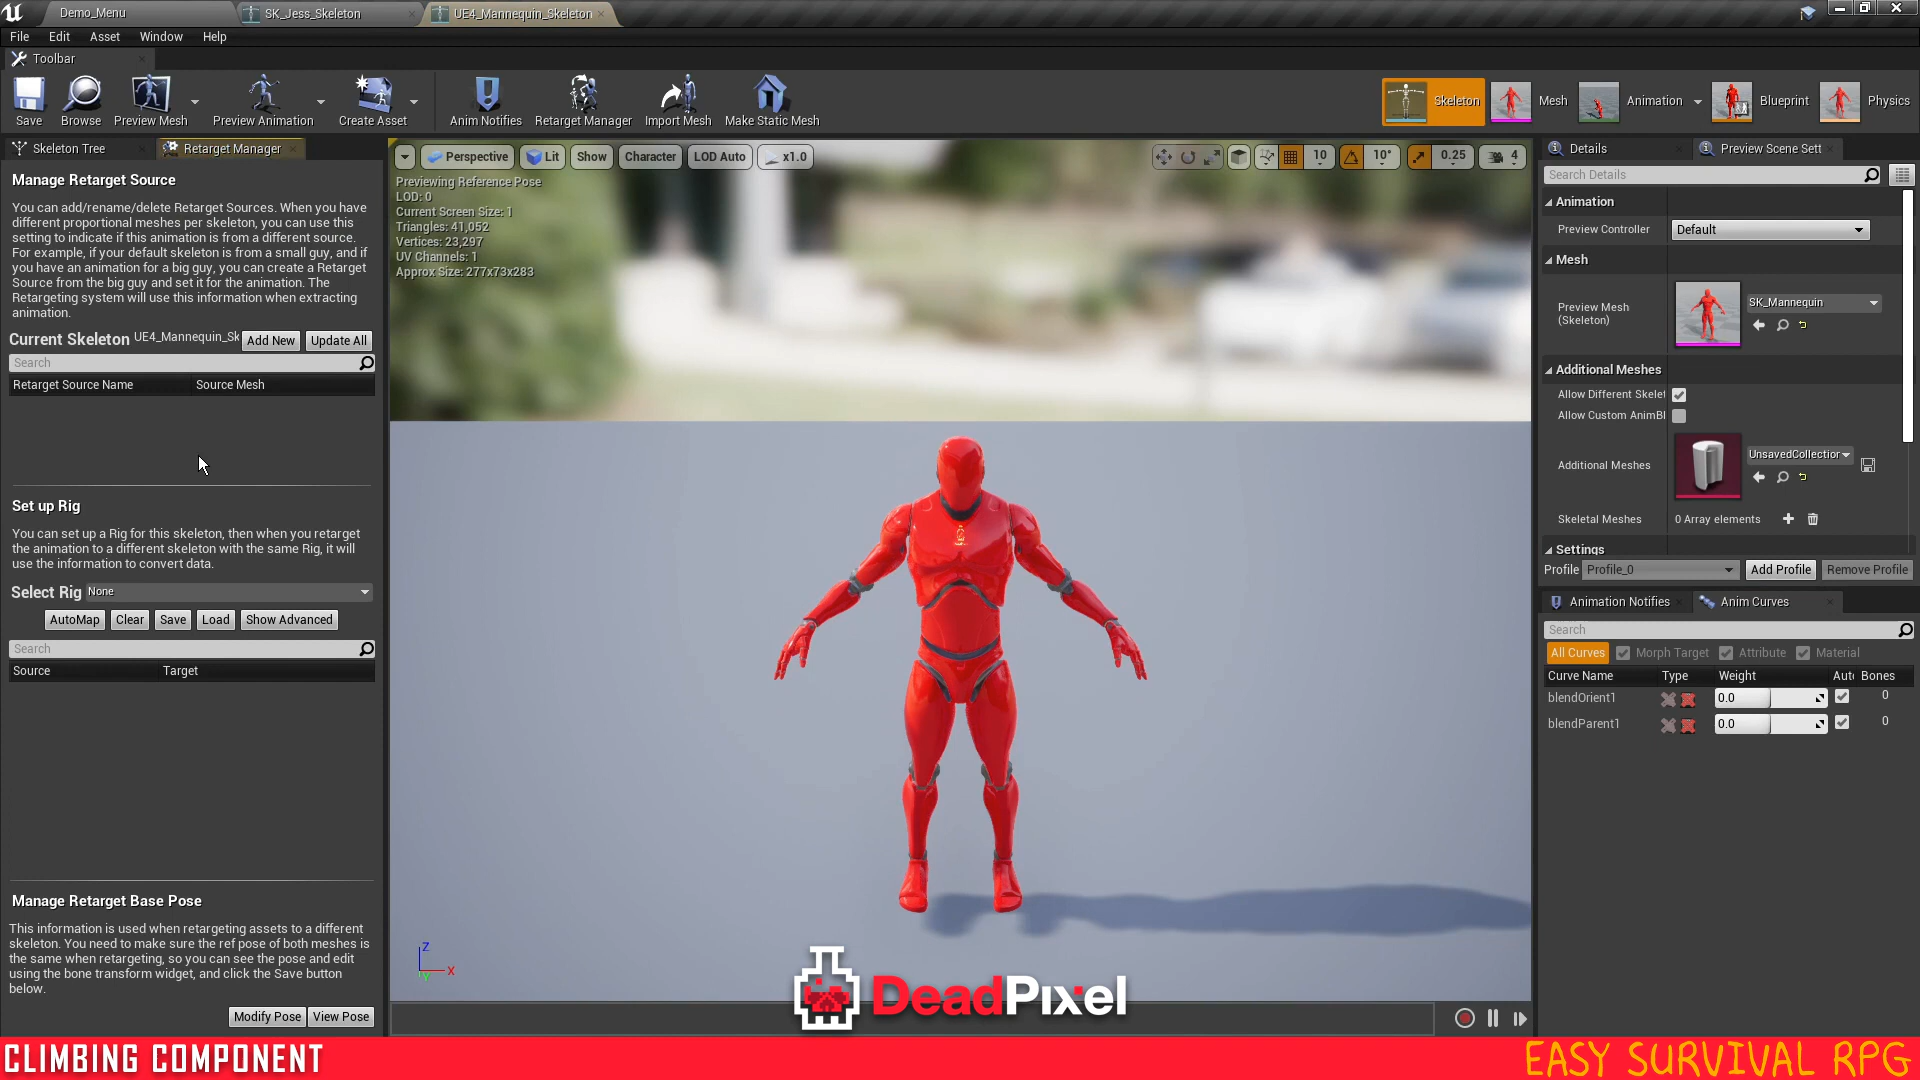 Demo_Menu
SK_Jess_Skeleton
UE4_Mannequin_Skeleton
File Edit Asset Window Help
Toolbar
Save
Browse
Preview Mesh
Preview Animation
Create Asset
Anim Notifies
Retarget Manager
Import Mesh
Make Static Mesh
Skeleton
Mesh
Animation
Blueprint
Physics
Skeleton Tree
Retarget Manager
Manage Retarget Source
You can add/rename/delete Retarget Sources. When you have
different proportional meshes per skeleton, you can use this
setting to indicate if this animation is from a different source.
For example, if your default skeleton is from a small guy, and if
you have an animation for a big guy, you can create a Retarget
Source from the big guy and set it for the animation. The
Retargeting system will use this information when extracting
animation.
Current Skeleton UE4_Mannequin_Sk Add New Update All
Search
Retarget Source Name Source Mesh
Set up Rig
You can set up a Rig for this skeleton, then when you retarget
the animation to a different skeleton with the same Rig, it will
use the information to convert data.
Select Rig None
AutoMap Clear Save Load Show Advanced
Search
Source Target
Manage Retarget Base Pose
This information is used when retargeting assets to a different
skeleton. You need to make sure the ref pose of both meshes is
the same when retargeting, so you can see the pose and edit
using the bone transform widget, and click the Save button
below.
Modify Pose View Pose
Perspective Lit Show Character LOD Auto x1.0
10 10° 0.25 4
Previewing Reference Pose
LOD: 0
Current Screen Size: 1
Triangles: 41,052
Vertices: 23,297
UV Channels: 1
Approx Size: 277x73x283
Z
X
Y
DeadPixel
Details
Preview Scene Sett
Search Details
Animation
Preview Controller Default
Mesh
Preview Mesh
(Skeleton)
SK_Mannequin
Additional Meshes
Allow Different Skelet
Allow Custom AnimBl
Additional Meshes
UnsavedCollection
Skeletal Meshes 0 Array elements
Settings
Profile Profile_0 Add Profile Remove Profile
Animation Notifies
Anim Curves
Search
All Curves Morph Target Attribute Material
Curve Name Type Weight Auto Bones
blendOrient1 0.0 0
blendParent1 0.0 0
CLIMBING COMPONENT
EASY SURVIVAL RPG